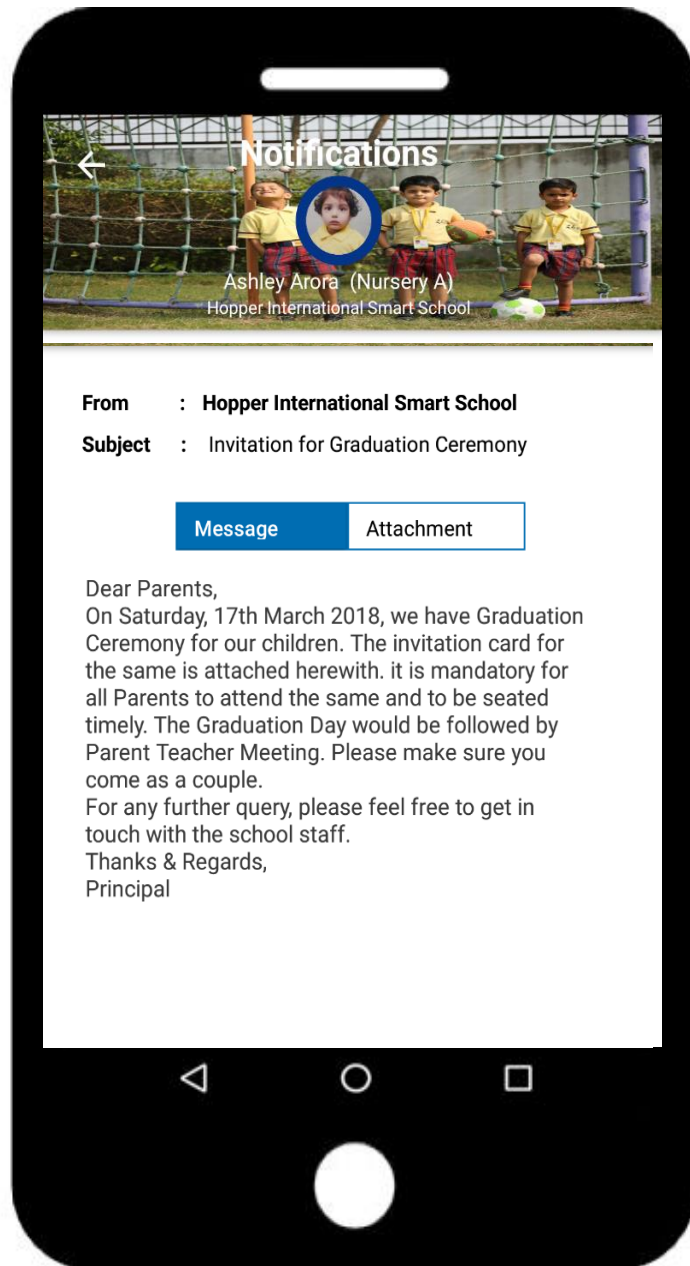 Notifications
Ashley Arora (Nursery A)
Hopper International Smart School
From : Hopper International Smart School
Subject : Invitation for Graduation Ceremony
Message Attachment
Dear Parents,
On Saturday, 17th March 2018, we have Graduation
Ceremony for our children. The invitation card for
the same is attached herewith. it is mandatory for
all Parents to attend the same and to be seated
timely. The Graduation Day would be followed by
Parent Teacher Meeting. Please make sure you
come as a couple.
For any further query, please feel free to get in
touch with the school staff.
Thanks & Regards,
Principal